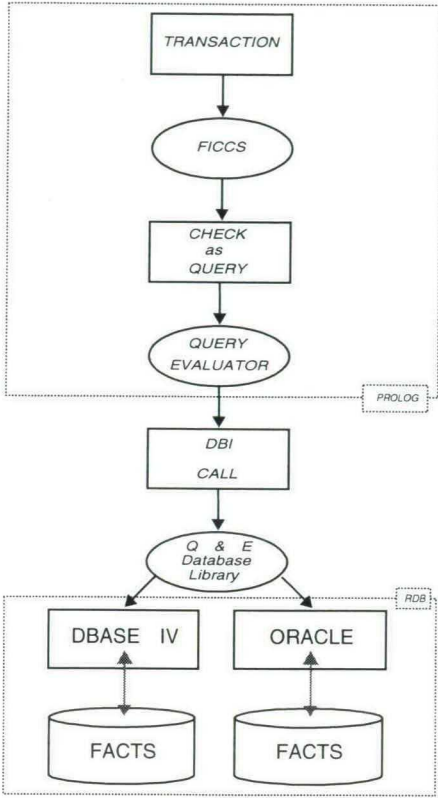 TRANSACTION
FICCS
CHECK
as
QUERY
QUERY
EVALUATOR
PROLOG
DBI
CALL
Q & E
Database
Library
RDB
DBASE IV
ORACLE
FACTS
FACTS